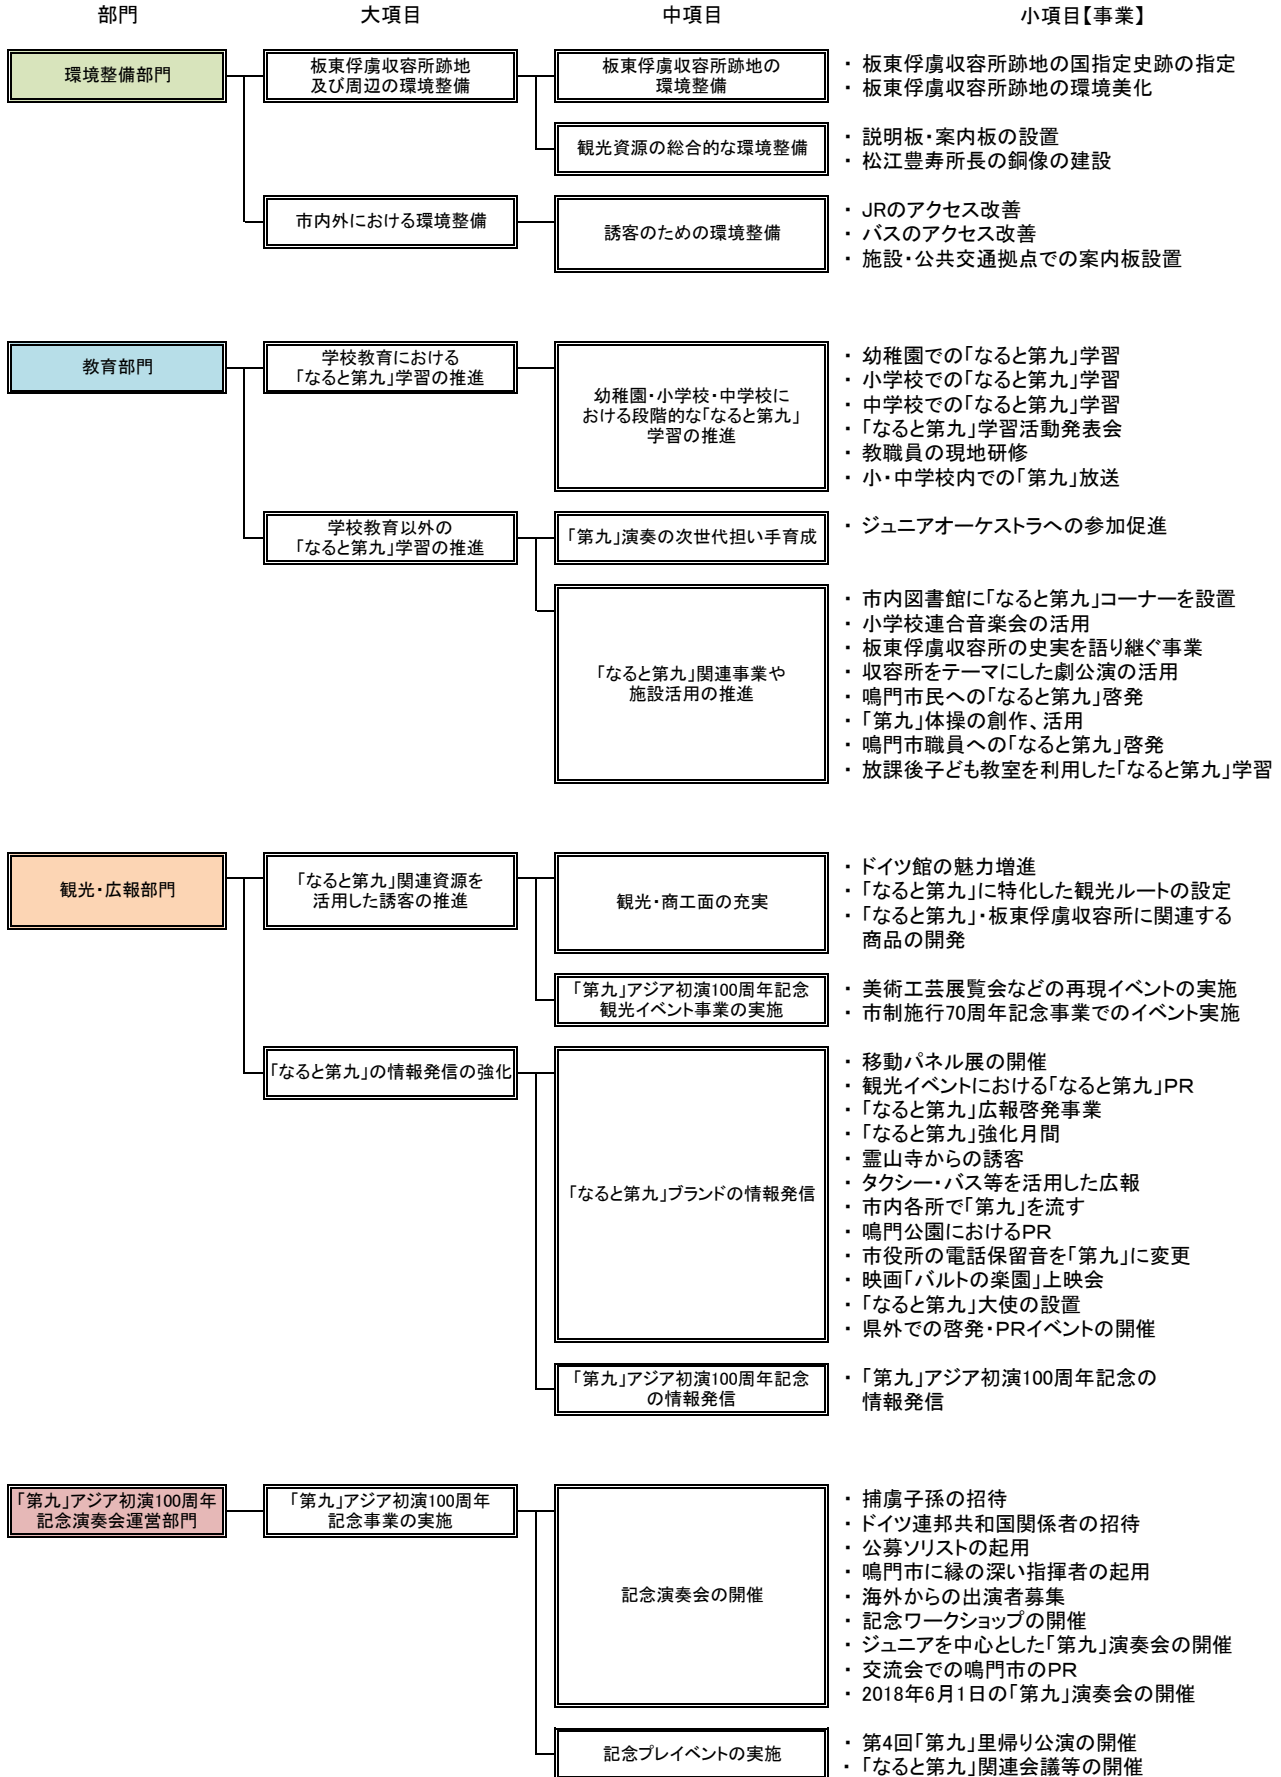 部門
大項目
中項目
小項目【事業】
環境整備部門
板東俘虜収容所跡地
及び周辺の環境整備
板東俘虜収容所跡地の
環境整備
・ 板東俘虜収容所跡地の国指定史跡の指定
・ 板東俘虜収容所跡地の環境美化
観光資源の総合的な環境整備
・ 説明板・案内板の設置
・ 松江豊寿所長の銅像の建設
市内外における環境整備
誘客のための環境整備
・ JRのアクセス改善
・ バスのアクセス改善
・ 施設・公共交通拠点での案内板設置
教育部門
学校教育における
「なると第九」学習の推進
幼稚園・小学校・中学校に
おける段階的な「なると第九」
学習の推進
・ 幼稚園での「なると第九」学習
・ 小学校での「なると第九」学習
・ 中学校での「なると第九」学習
・ 「なると第九」学習活動発表会
・ 教職員の現地研修
・ 小・中学校内での「第九」放送
学校教育以外の
「なると第九」学習の推進
「第九」演奏の次世代担い手育成
・ ジュニアオーケストラへの参加促進
「なると第九」関連事業や
施設活用の推進
・ 市内図書館に「なると第九」コーナーを設置
・ 小学校連合音楽会の活用
・ 板東俘虜収容所の史実を語り継ぐ事業
・ 収容所をテーマにした劇公演の活用
・ 鳴門市民への「なると第九」啓発
・ 「第九」体操の創作、活用
・ 鳴門市職員への「なると第九」啓発
・ 放課後子ども教室を利用した「なると第九」学習
観光・広報部門
「なると第九」関連資源を
活用した誘客の推進
観光・商工面の充実
・ ドイツ館の魅力増進
・ 「なると第九」に特化した観光ルートの設定
・ 「なると第九」・板東俘虜収容所に関連する
商品の開発
「第九」アジア初演100周年記念
観光イベント事業の実施
・ 美術工芸展覧会などの再現イベントの実施
・ 市制施行70周年記念事業でのイベント実施
「なると第九」の情報発信の強化
「なると第九」ブランドの情報発信
・ 移動パネル展の開催
・ 観光イベントにおける「なると第九」PR
・ 「なると第九」広報啓発事業
・ 「なると第九」強化月間
・ 霊山寺からの誘客
・ タクシー・バス等を活用した広報
・ 市内各所で「第九」を流す
・ 鳴門公園におけるPR
・ 市役所の電話保留音を「第九」に変更
・ 映画「バルトの楽園」上映会
・ 「なると第九」大使の設置
・ 県外での啓発・PRイベントの開催
「第九」アジア初演100周年記念
の情報発信
・ 「第九」アジア初演100周年記念の
情報発信
「第九」アジア初演100周年
記念演奏会運営部門
「第九」アジア初演100周年
記念事業の実施
記念演奏会の開催
・ 捕虜子孫の招待
・ ドイツ連邦共和国関係者の招待
・ 公募ソリストの起用
・ 鳴門市に縁の深い指揮者の起用
・ 海外からの出演者募集
・ 記念ワークショップの開催
・ ジュニアを中心とした「第九」演奏会の開催
・ 交流会での鳴門市のPR
・ 2018年6月1日の「第九」演奏会の開催
記念プレイベントの実施
・ 第4回「第九」里帰り公演の開催
・ 「なると第九」関連会議等の開催